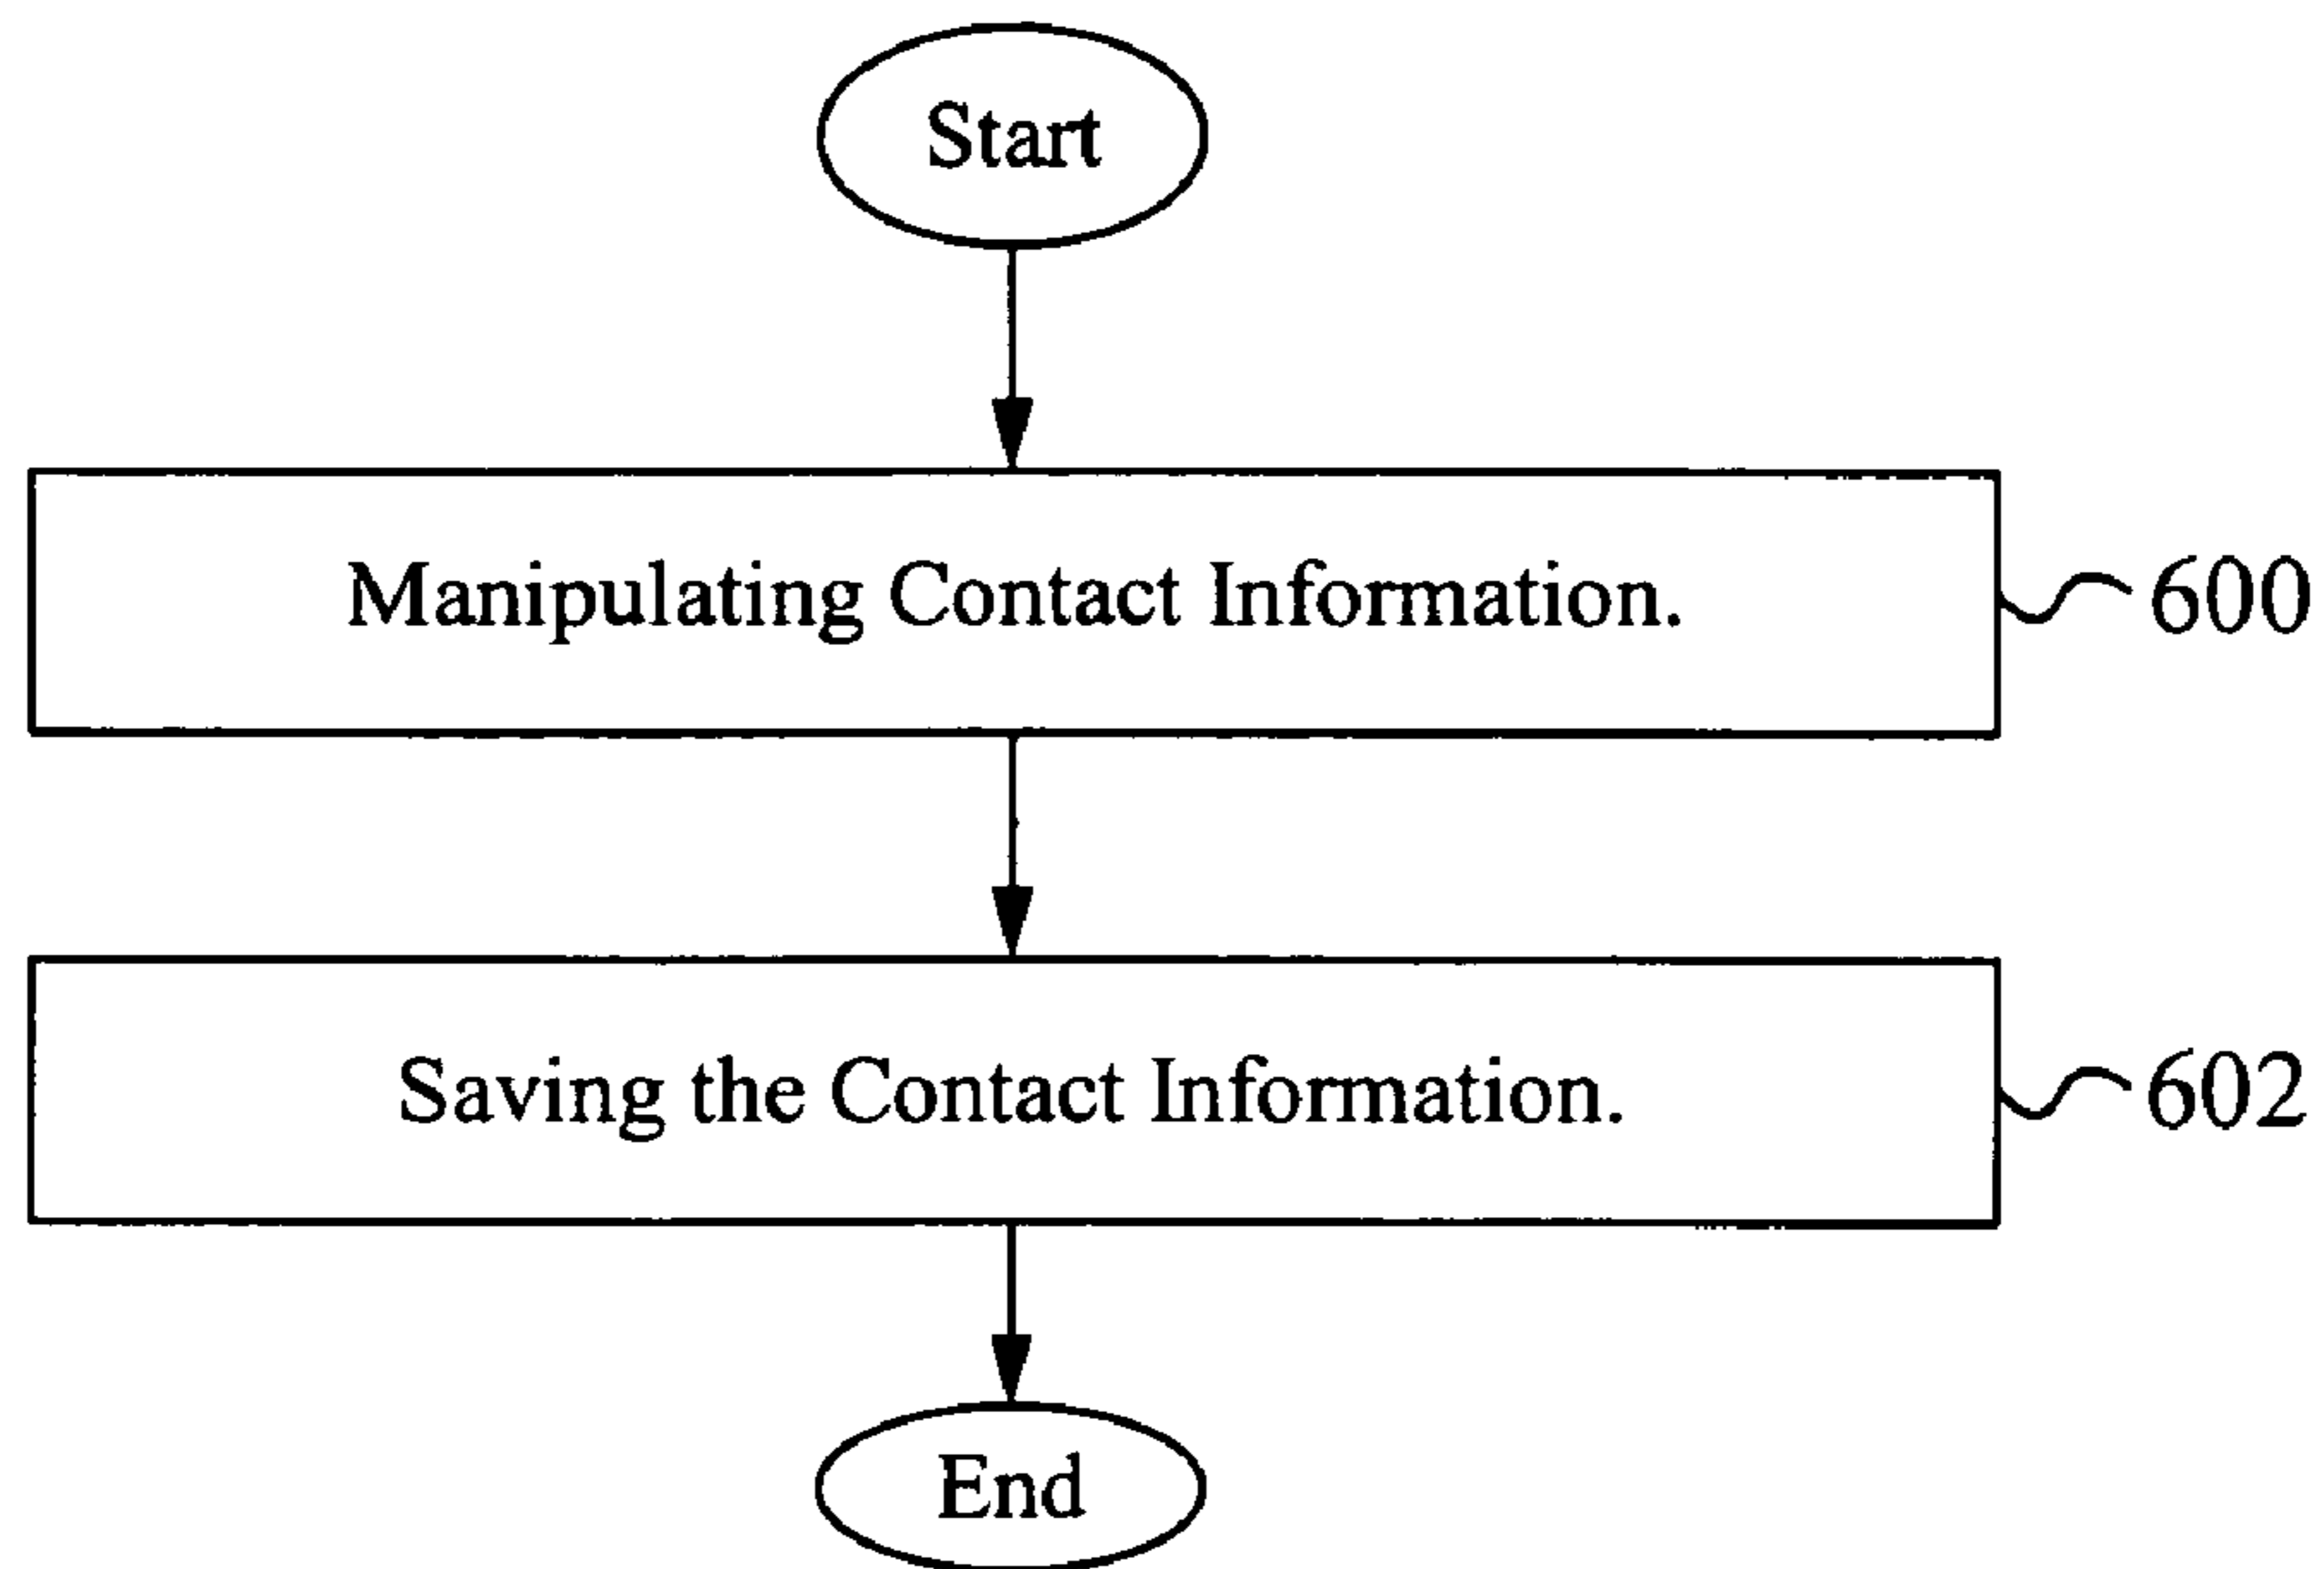 Start
Manipulating Contact Information.
600
Saving the Contact Information.
602
End